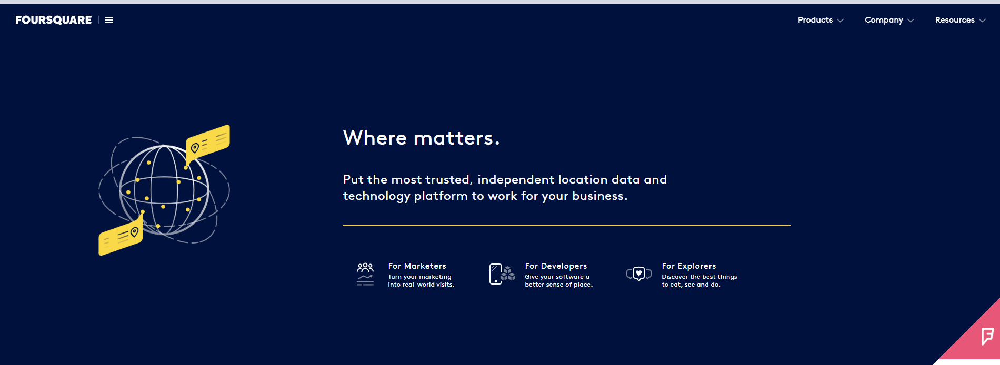 FOURSQUARE
Products
Company
Resources
Where matters.
Put the most trusted, independent location data and
technology platform to work for your business.
For Marketers
Turn your marketing
into real-world visits.
For Developers
Give your software a
better sense of place.
For Explorers
Discover the best things
to eat, see and do.